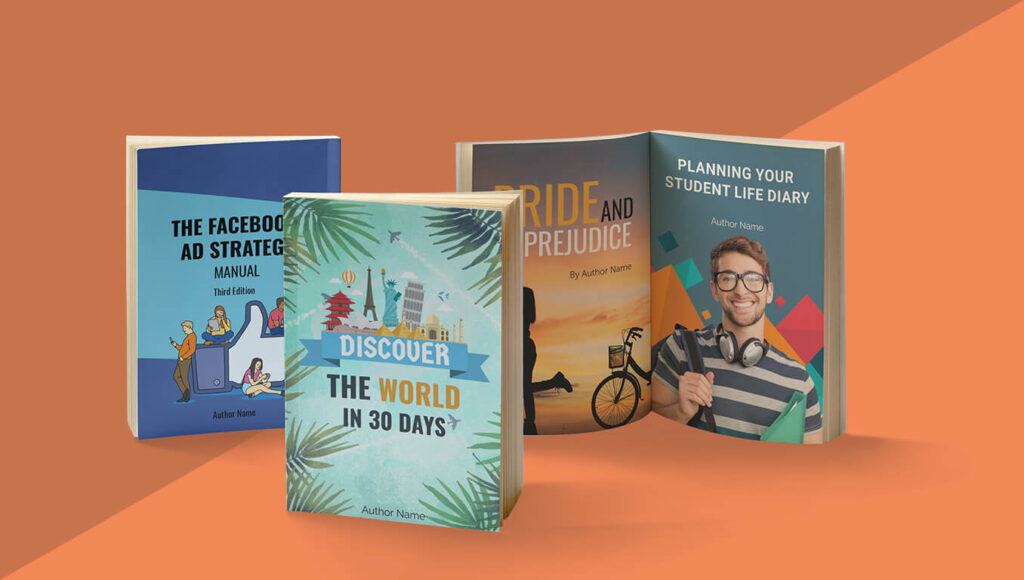 THE FACEBOO
AD STRATEG
MANUAL
Third Edition
Author Name
DISCOVER
THE WORLD
IN 30 DAYS
Author Name
PRIDE AND
PREJUDICE
By Author Name
PLANNING YOUR
STUDENT LIFE DIARY
Author Name